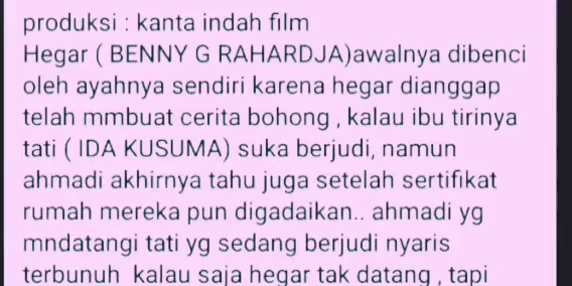 produksi : kanta indah film
Hegar ( BENNY G RAHARDJA)awalnya dibenci
oleh ayahnya sendiri karena hegar dianggap
telah mmbuat cerita bohong , kalau ibu tirinya
tati ( IDA KUSUMA) suka berjudi, namun
ahmadi akhirnya tahu juga setelah sertifikat
rumah mereka pun digadaikan.. ahmadi yg
mndatangi tati yg sedang berjudi nyaris
terbunuh kalau saja hegar tak datang , tapi